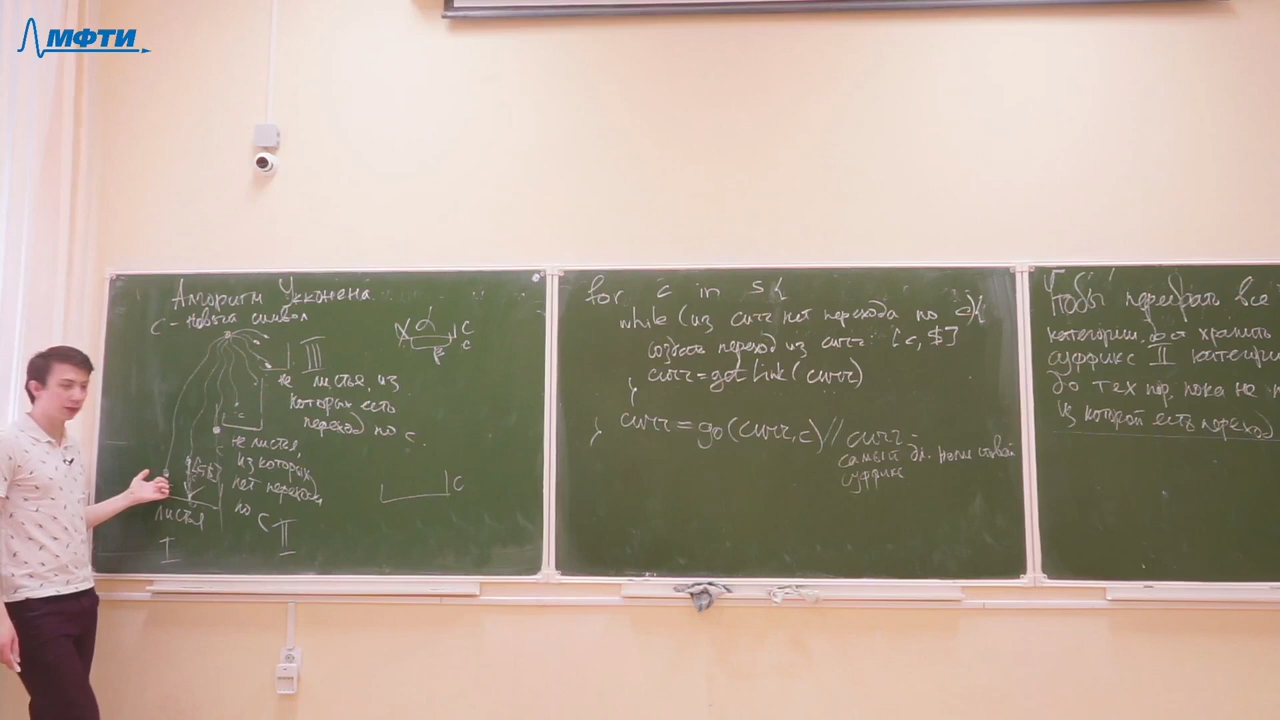 МФТИ
Алгоритм Укконена
c - новый символ
III
не листья, из
которых есть
переход по c.
не листья,
из которых
нет перехода
по c
II
листья
I
α
c
c
β
c
for c in s {
while (из curr нет перехода по c) {
создать переход из curr: [c, $]
curr = get link (curr)
}
curr = go(curr, c) // curr -
самый дл. нелистовой
суффикс
}
Чтобы перебрать все
категории, хранить
суффикс II категории
до тех пор, пока не
из которой есть переход